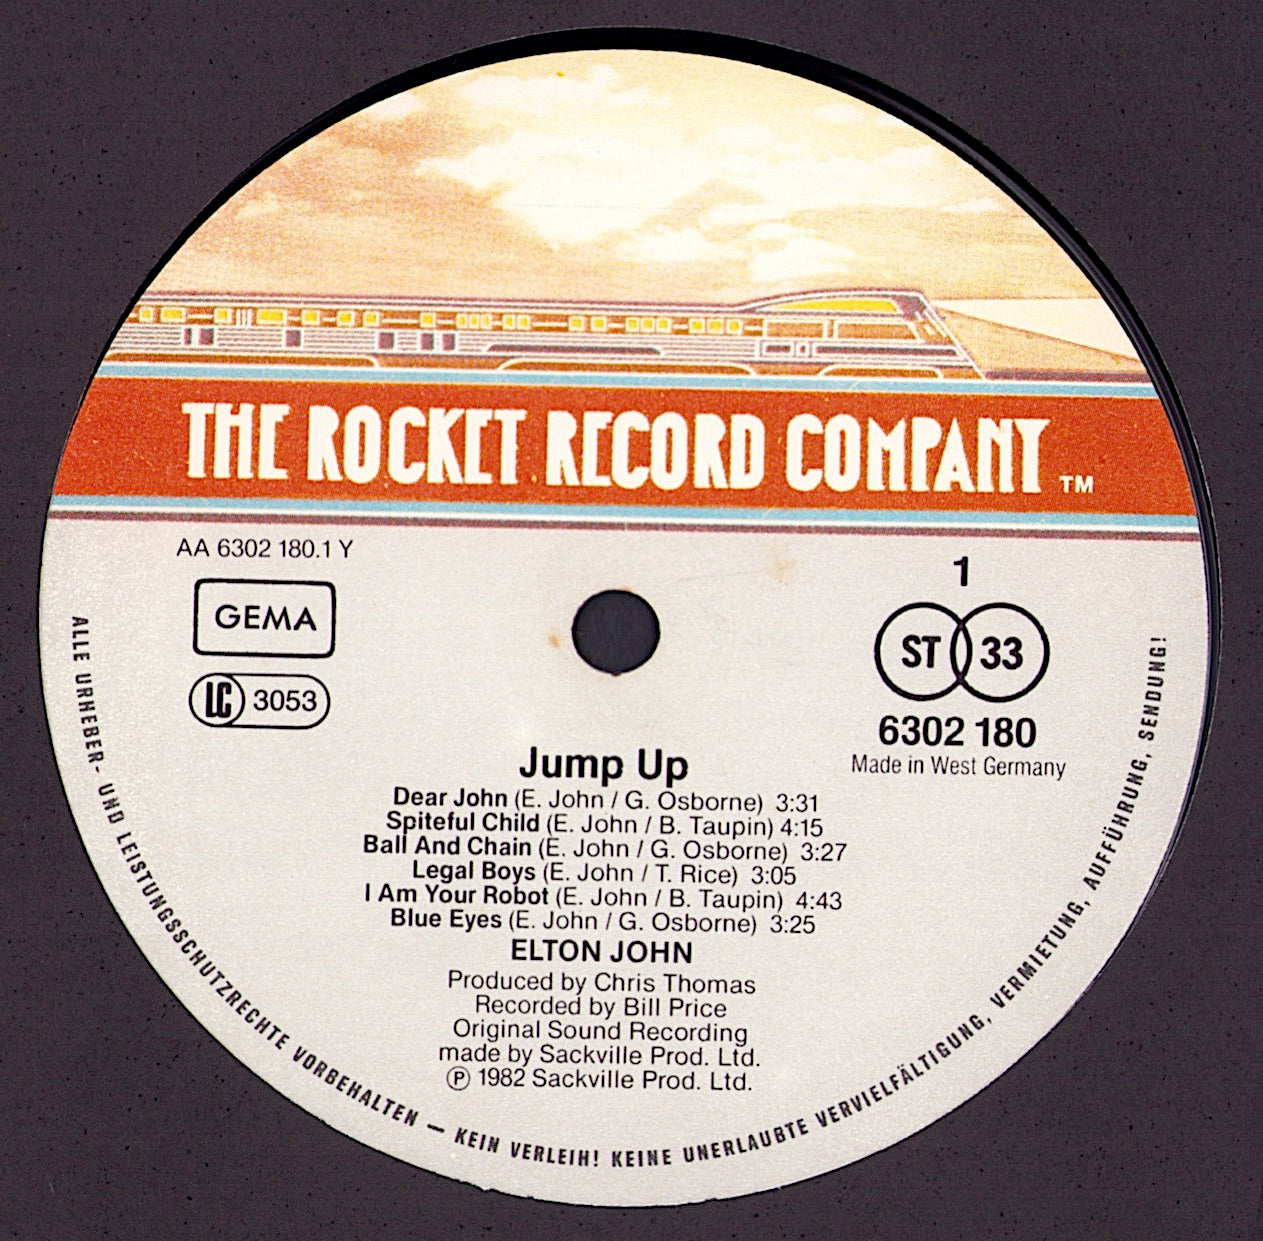 THE ROCKET RECORD COMPANY ™
AA 6302 180.1 Y
GEMA
LC 3053
1
ST 33
6302 180
Made in West Germany
Jump Up
Dear John (E. John / G. Osborne) 3:31
Spiteful Child (E. John / B. Taupin) 4:15
Ball And Chain (E. John / G. Osborne) 3:27
Legal Boys (E. John / T. Rice) 3:05
I Am Your Robot (E. John / B. Taupin) 4:43
Blue Eyes (E. John / G. Osborne) 3:25
ELTON JOHN
Produced by Chris Thomas
Recorded by Bill Price
Original Sound Recording
made by Sackville Prod. Ltd.
℗ 1982 Sackville Prod. Ltd.
ALLE URHEBER- UND LEISTUNGSSCHUTZRECHTE VORBEHALTEN — KEIN VERLEIH! KEINE UNERLAUBTE VERVIELFÄLTIGUNG, VERMIETUNG, AUFFÜHRUNG, SENDUNG!